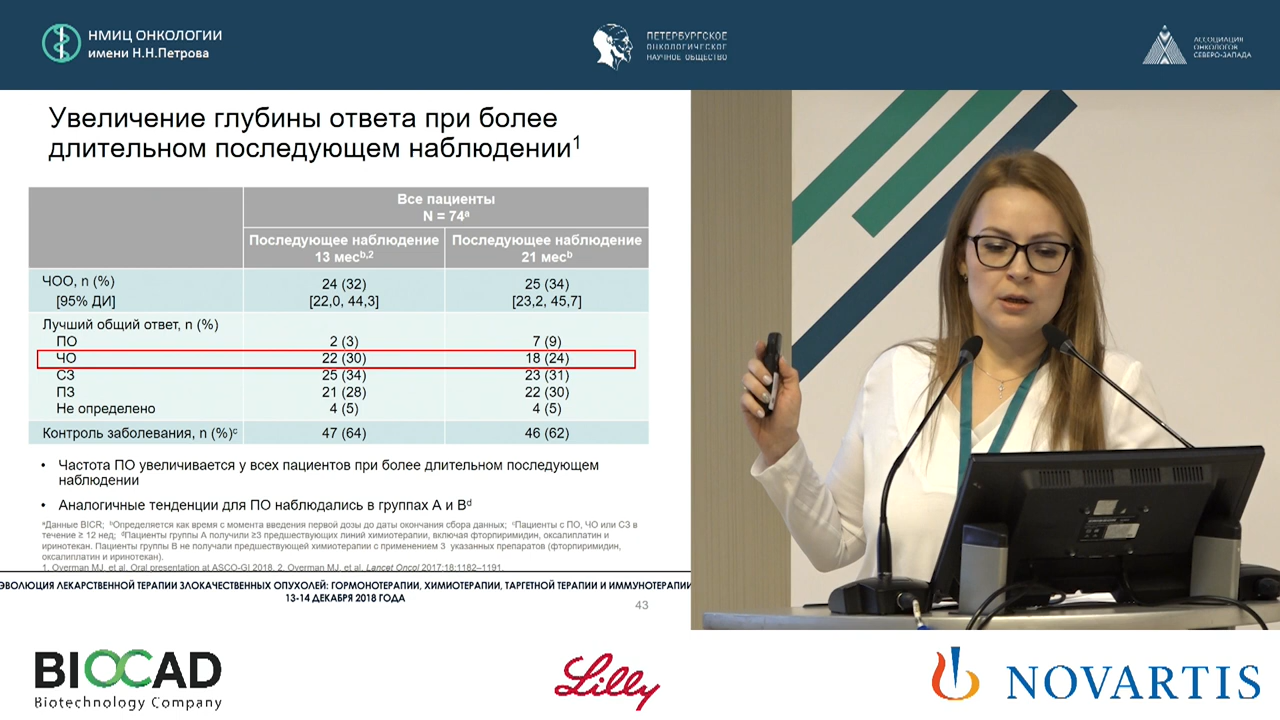 НМИЦ ОНКОЛОГИИ
имени Н.Н.Петрова
ПЕТЕРБУРГСКОЕ
ОНКОЛОГИЧЕСКОЕ
НАУЧНОЕ ОБЩЕСТВО
АССОЦИАЦИЯ
ОНКОЛОГОВ
СЕВЕРО-ЗАПАДА
Увеличение глубины ответа при более
длительном последующем наблюдении¹
Все пациенты
N = 74ᵃ
Последующее наблюдение
13 месᵇ,²
Последующее наблюдение
21 месᵇ
ЧОО, n (%) 24 (32) 25 (34)
[95% ДИ] [22,0, 44,3] [23,2, 45,7]
Лучший общий ответ, n (%)
ПО 2 (3) 7 (9)
ЧО 22 (30) 18 (24)
СЗ 25 (34) 23 (31)
ПЗ 21 (28) 22 (30)
Не определено 4 (5) 4 (5)
Контроль заболевания, n (%)ᶜ 47 (64) 46 (62)
• Частота ПО увеличивается у всех пациентов при более длительном последующем
наблюдении
• Аналогичные тенденции для ПО наблюдались в группах A и Bᵈ
ᵃДанные BICR; ᵇОпределяется как время с момента введения первой дозы до даты окончания сбора данных; ᶜПациенты с ПО, ЧО или СЗ в
течение ≥ 12 нед; ᵈПациенты группы A получили ≥3 предшествующих линий химиотерапии, включая фторпиримидин, оксалиплатин и
иринотекан. Пациенты группы B не получали предшествующей химиотерапии с применением 3 указанных препаратов (фторпиримидин,
оксалиплатин и иринотекан).
1. Overman MJ, et al. Oral presentation at ASCO-GI 2018. 2. Overman MJ, et al. Lancet Oncol 2017;18:1182–1191.
ЭВОЛЮЦИЯ ЛЕКАРСТВЕННОЙ ТЕРАПИИ ЗЛОКАЧЕСТВЕННЫХ ОПУХОЛЕЙ: ГОРМОНОТЕРАПИИ, ХИМИОТЕРАПИИ, ТАРГЕТНОЙ ТЕРАПИИ И ИММУНОТЕРАПИИ
13-14 ДЕКАБРЯ 2018 ГОДА
43
BIOCAD
Biotechnology Company
Lilly
NOVARTIS